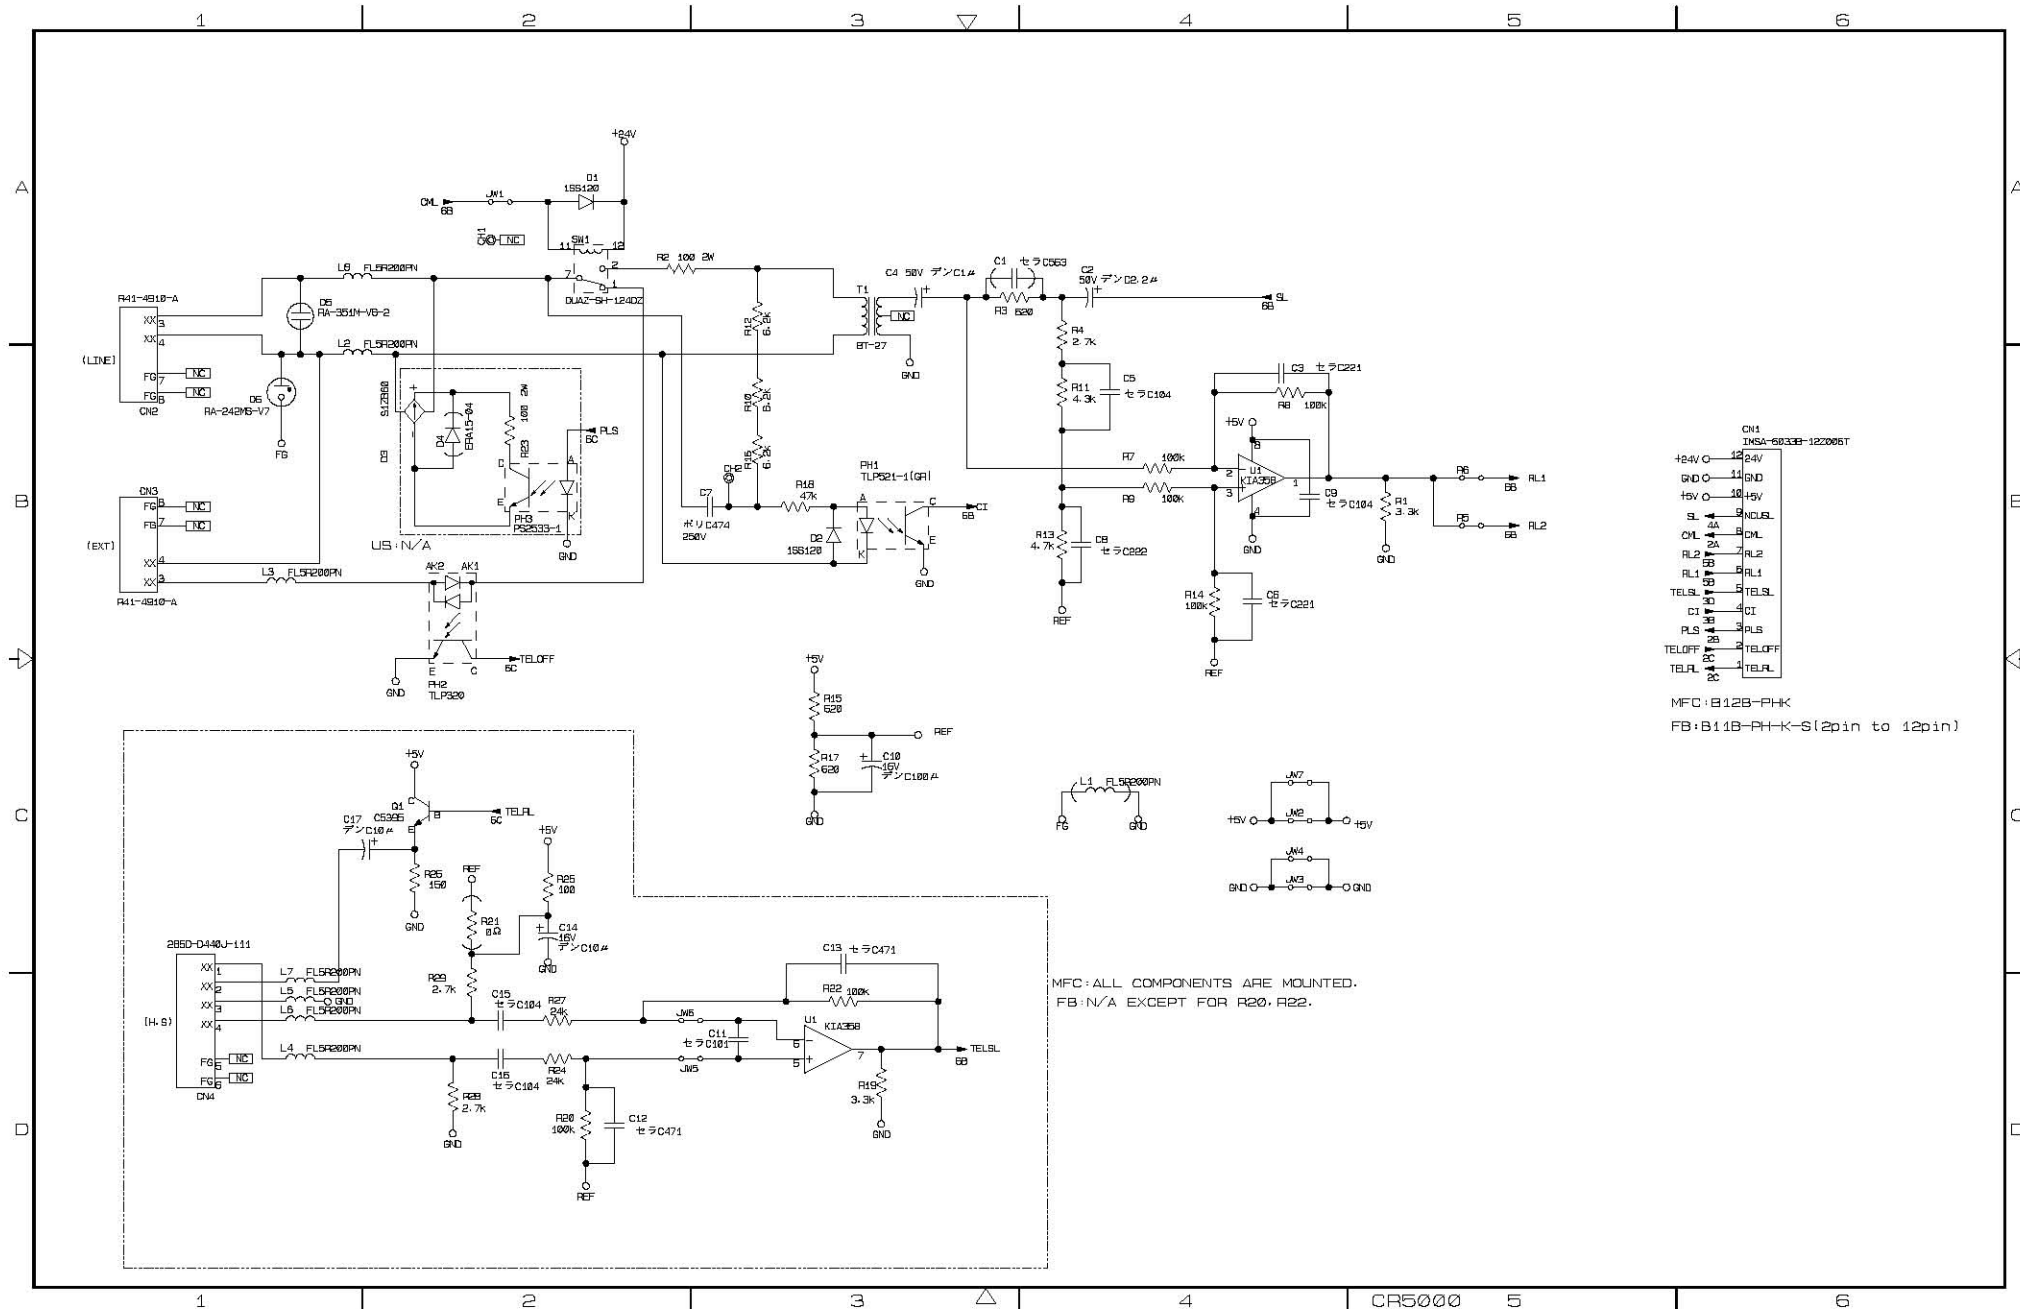 1 2 3 4 5 6
A A
+24V
D1
1SS120
CML
6B
JW1
CH1
NC
SW1
11 12
7 2
1
DUAZ-SH-124DZ
R2 100 2W
L8 FL5R200PN
R41-4910-A
XX 3
XX 4
(LINE)
FG 7 NC
FG 8 NC
CN2
D5
RA-351M-V6-2
L2 FL5R200PN
D6
RA-242MS-V7
FG
S1ZB60
D3
+
-
D4
ERA15-04
R23 100 2W
PLS
6C
C
E
A
K
PH3
PS2533-1
GND
US:N/A
R12 6.2k
R10 6.2k
R16 6.2k
T1
BT-27
NC
GND
C4 50V デンC1μ
+
C1 セラC563
R3 620
C2
50V デンC2.2μ
+
SL
6B
R4
2.7k
R11
4.3k
C5
セラC104
C3 セラC221
R8 100k
+5V
8
2
3
4
U1
KIA358
1
GND
C9
セラC104
R7 100k
R9 100k
R1
3.3k
GND
R6
6B
RL1
R5
6B
RL2
R13
4.7k
C8
セラC222
REF
R14
100k
C6
セラC221
REF
CH2
C7
ポリC474
250V
R18
47k
D2
1SS120
PH1
TLP521-1(GR)
A C
K E
CI
6B
GND
B B
CN3
FG 8 NC
FG 7 NC
(EXT)
XX 4
XX 3
R41-4910-A
L3 FL5R200PN
AK2 AK1
E C
PH2
TLP320
GND
TELOFF
6C
CN1
IMSA-6033B-12Z006T
+24V 12 24V
GND 11 GND
+5V 10 +5V
SL 4A 9 NCUSL
CML 2A 8 CML
RL2 5B 7 RL2
RL1 5B 6 RL1
TELSL 3D 5 TELSL
CI 3B 4 CI
PLS 2B 3 PLS
TELOFF 2C 2 TELOFF
TELRL 2C 1 TELRL
MFC:B12B-PHK
FB:B11B-PH-K-S(2pin to 12pin)
+5V
R15
620
REF
R17
620
+ C10
16V
デンC100μ
GND
L1 FL5R200PN
FG GND
JW7
+5V JW2 +5V
JW4
GND JW3 GND
C C
+5V
Q1
C5395
C
B
E
TELRL
6C
C17
デンC10μ
+
R26
150
GND
REF
R21
0Ω
+5V
R25
100
+ C14
16V
デンC10μ
GND
285D-D440J-111
XX 1
XX 2
XX 3
XX 4
(H.S)
FG 5 NC
FG 6 NC
CN4
L7 FL5R200PN
L5 FL5R200PN
GND
L6 FL5R200PN
L4 FL5R200PN
R29
2.7k
C15
セラC104
R27
24k
C16
セラC104
R24
24k
R28
2.7k
GND
R20
100k
C12
セラC471
REF
JW6
JW5
C11
セラC101
C13 セラC471
R22 100k
U1
KIA358
6
5
7
R19
3.3k
GND
TELSL
6B
MFC:ALL COMPONENTS ARE MOUNTED.
FB:N/A EXCEPT FOR R20,R22.
D D
1 2 3 4 CR5000 5 6